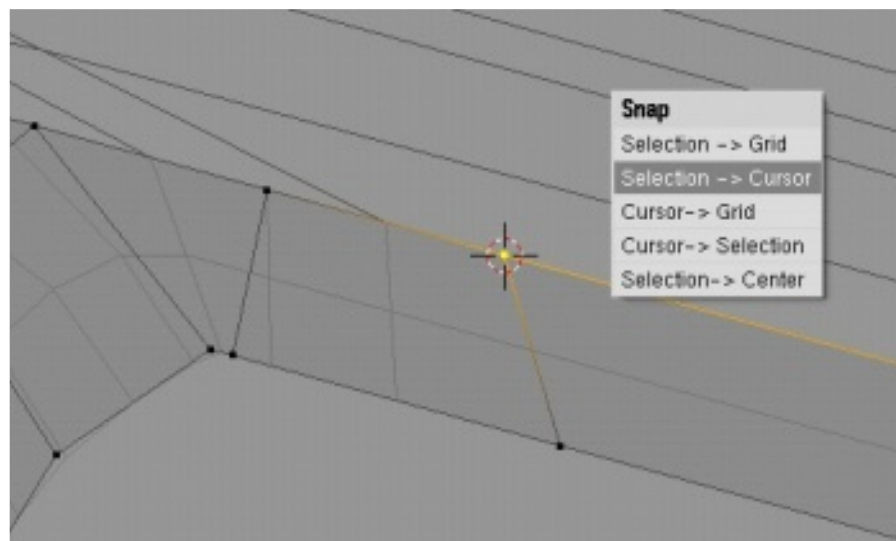 Snap
Selection -> Grid
Selection -> Cursor
Cursor-> Grid
Cursor-> Selection
Selection-> Center